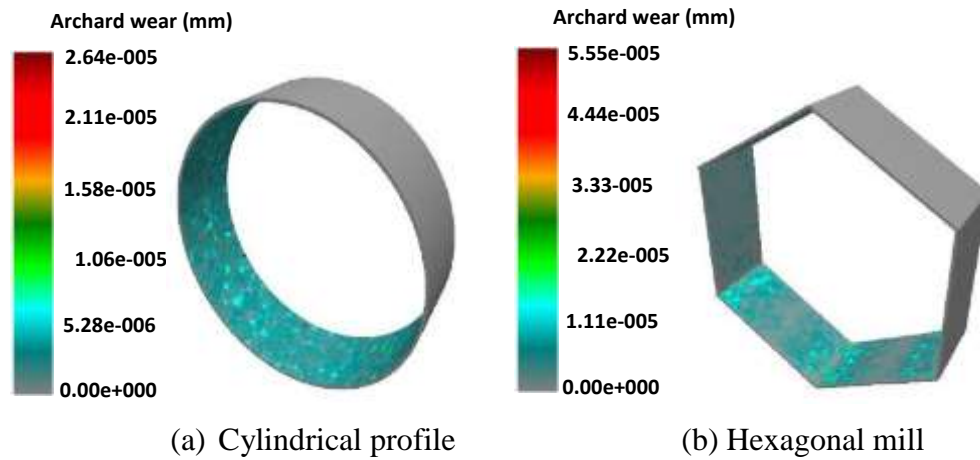 Archard wear (mm)
2.64e-005
2.11e-005
1.58e-005
1.06e-005
5.28e-006
0.00e+000
(a) Cylindrical profile
Archard wear (mm)
5.55e-005
4.44e-005
3.33-005
2.22e-005
1.11e-005
0.00e+000
(b) Hexagonal mill